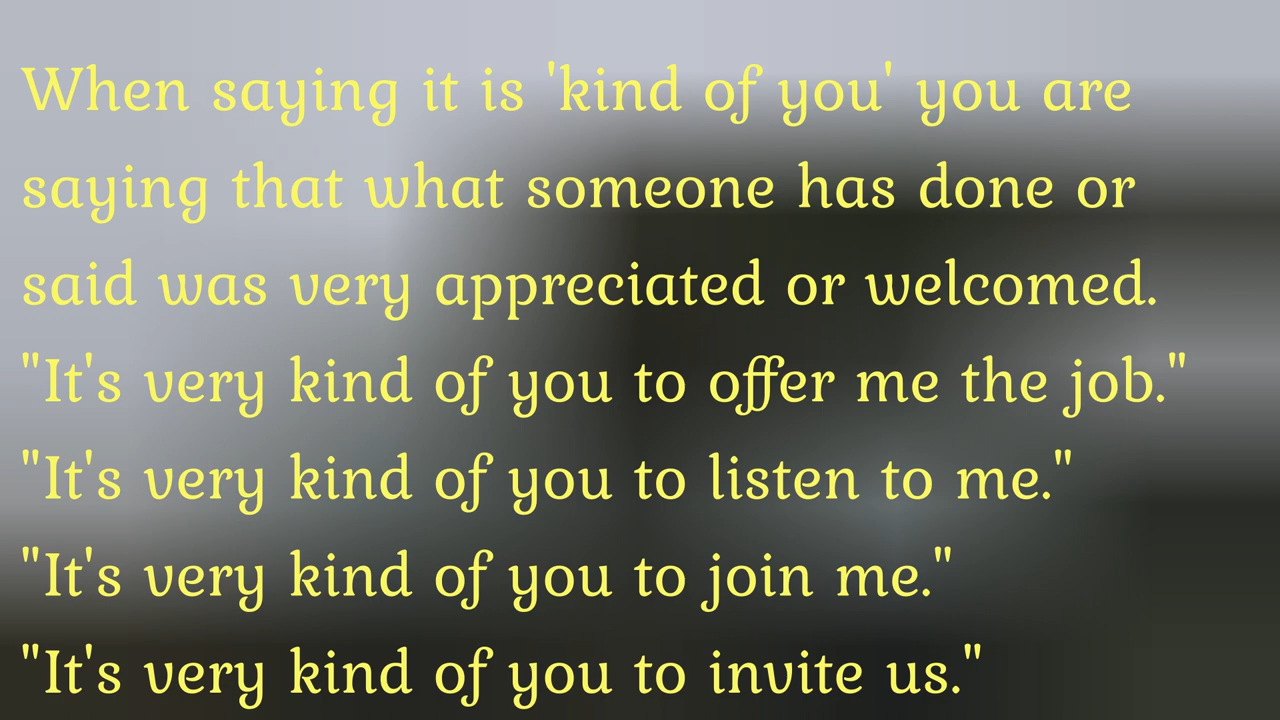 When saying it is 'kind of you' you are
saying that what someone has done or
said was very appreciated or welcomed.
"It's very kind of you to offer me the job."
"It's very kind of you to listen to me."
"It's very kind of you to join me."
"It's very kind of you to invite us."